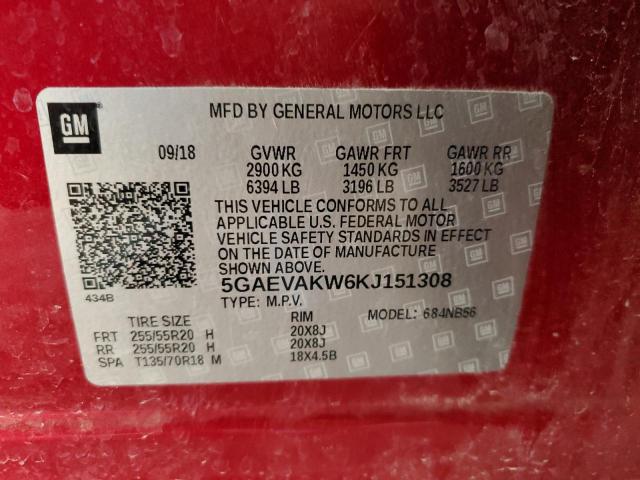 GM
MFD BY GENERAL MOTORS LLC
09/18 GVWR GAWR FRT GAWR RR
2900 KG 1450 KG 1600 KG
6394 LB 3196 LB 3527 LB
THIS VEHICLE CONFORMS TO ALL
APPLICABLE U.S. FEDERAL MOTOR
VEHICLE SAFETY STANDARDS IN EFFECT
ON THE DATE OF MANUFACTURE
SHOWN ABOVE.
434B
5GAEVAKW6KJ151308
TYPE: M.P.V. MODEL: 684NB56
TIRE SIZE RIM
FRT 255/55R20 H 20X8J
RR 255/55R20 H 20X8J
SPA T135/70R18 M 18X4.5B